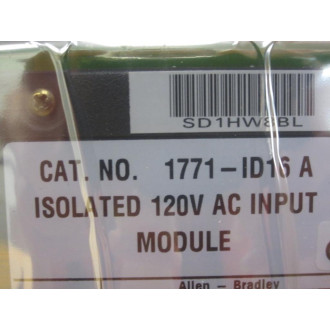 SD1HW8BL
CAT. NO. 1771-ID16 A
ISOLATED 120V AC INPUT
MODULE
Allen - Bradley